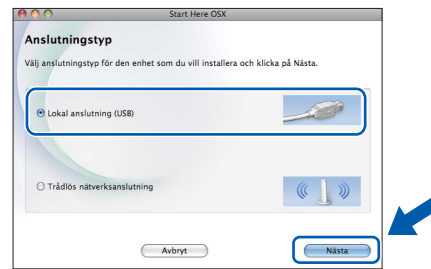 Start Here OSX
Anslutningstyp
Välj anslutningstyp för den enhet som du vill installera och klicka på Nästa.
Lokal anslutning (USB)
Trådlös nätverksanslutning
Avbryt
Nästa